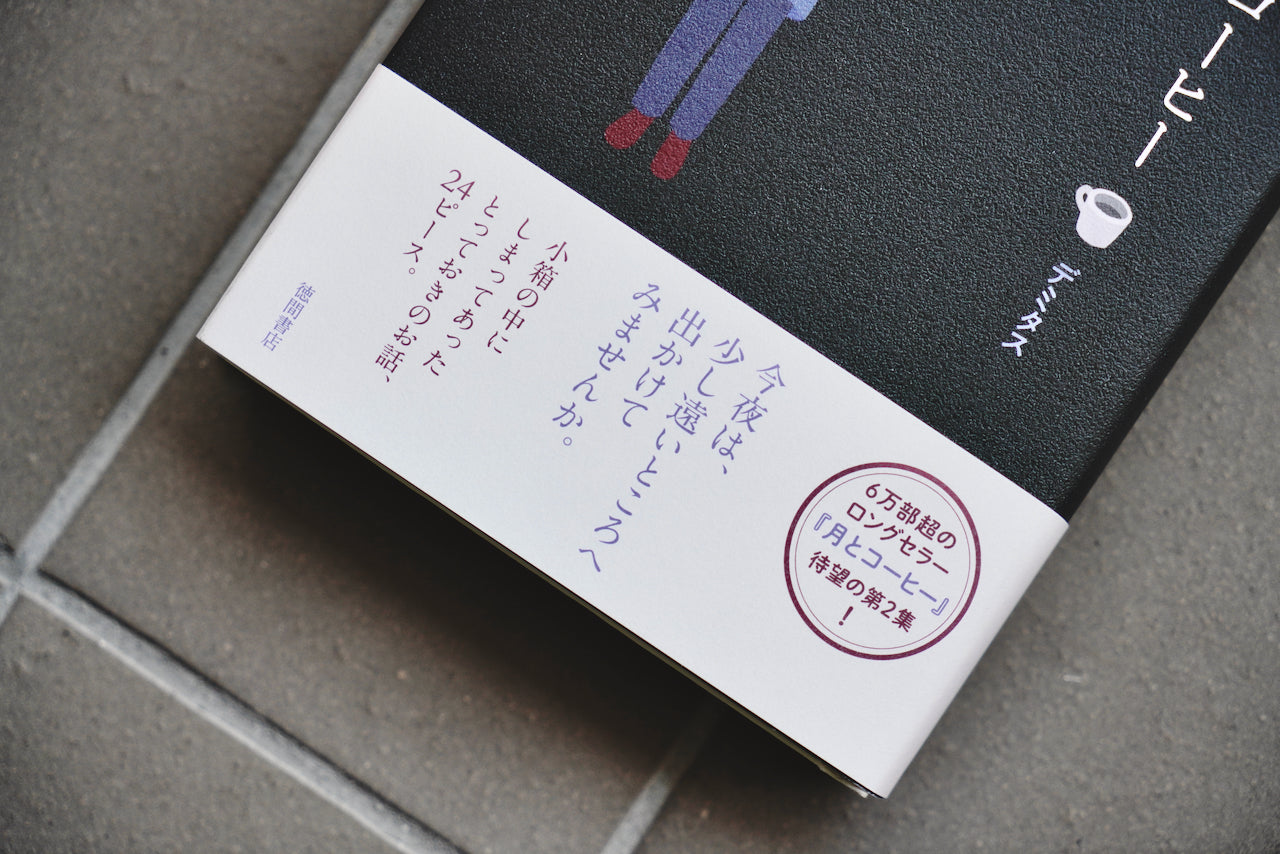 コーヒー
デミタス
今夜は、
少し遠いところへ
出かけて
みませんか。
小箱の中に
しまってあった
とっておきのお話、
24ピース。
徳間書店
6万部超の
ロングセラー
『月とコーヒー』
待望の第2集
！